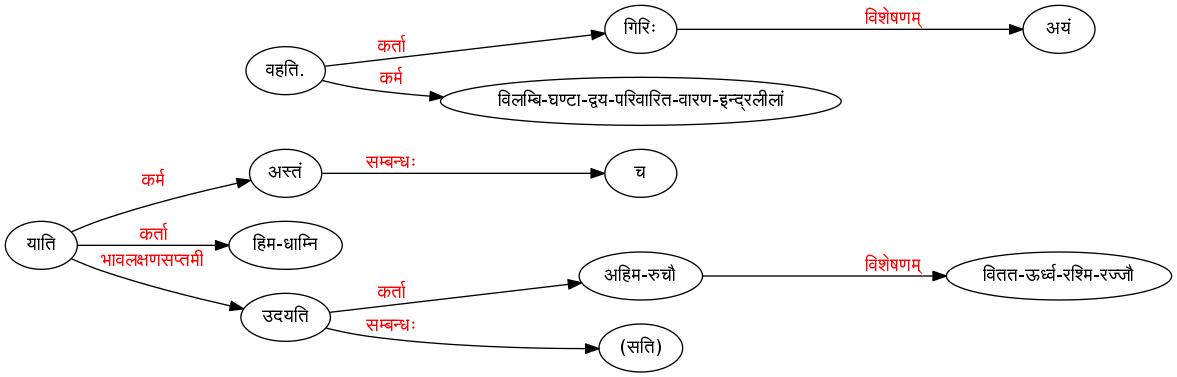 कर्ता
गिरिः
विशेषणम्
अयं
वहति.
कर्म
विलम्बि-घण्टा-द्वय-परिवारित-वारण-इन्द्रलीलां
कर्म
अस्तं
सम्बन्धः
च
याति
कर्ता
हिम-धाम्नि
भावलक्षणसप्तमी
उदयति
कर्ता
अहिम-रुचौ
विशेषणम्
वितत-ऊर्ध्व-रश्मि-रज्जौ
सम्बन्धः
(सति)